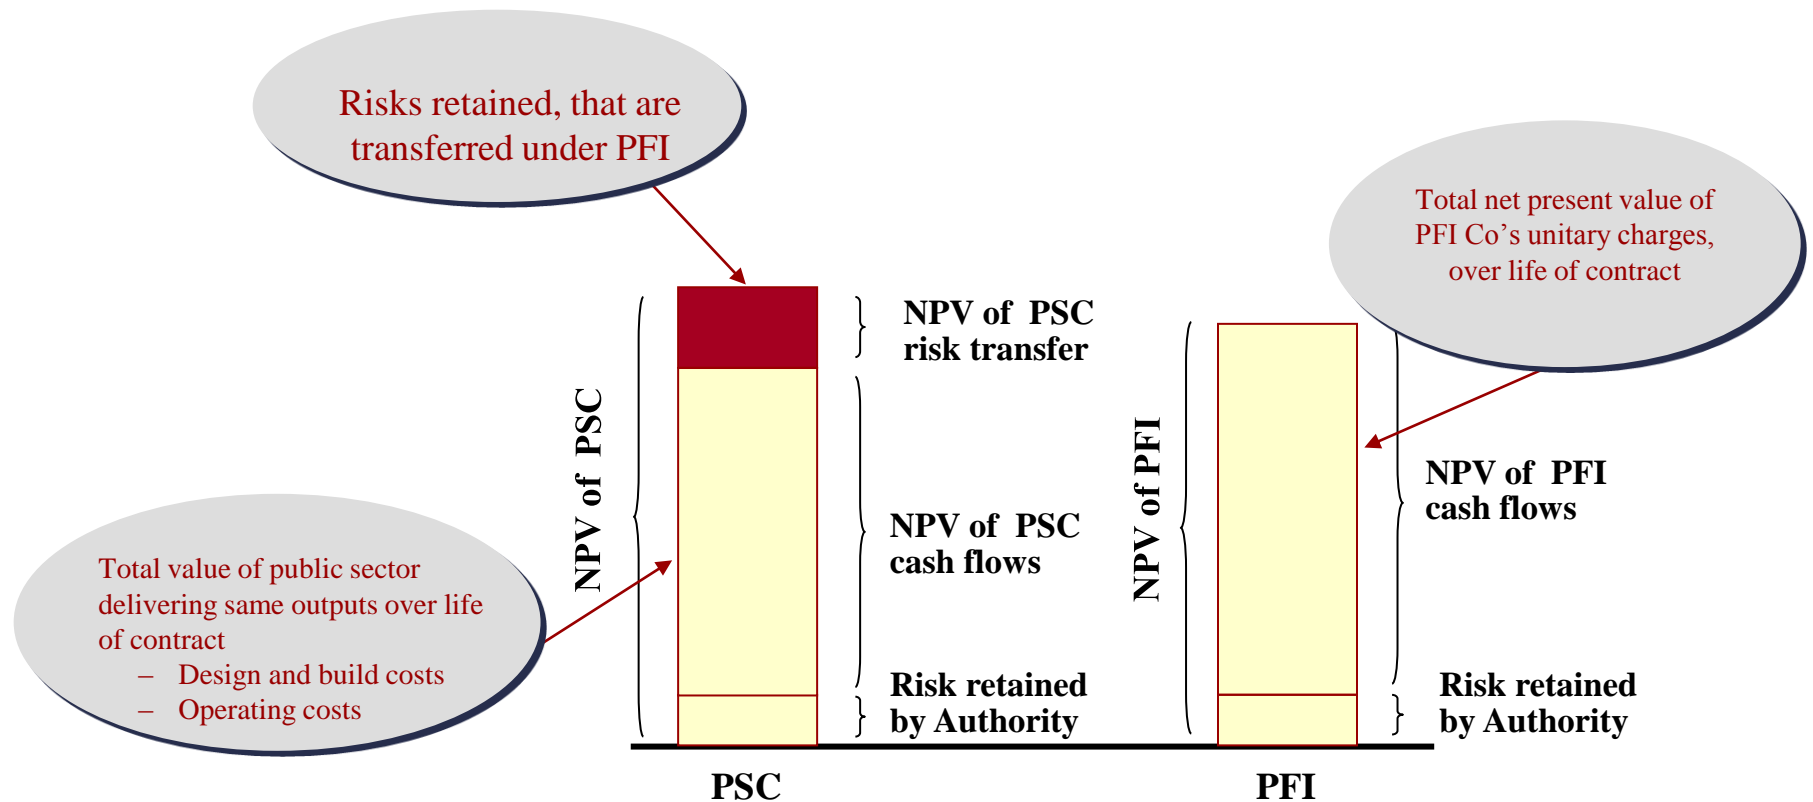 Risks retained, that are
transferred under PFI
Total net present value of
PFI Co’s unitary charges,
over life of contract
NPV of PSC
risk transfer
NPV of PSC
NPV of PFI
NPV of PFI
cash flows
NPV of PSC
cash flows
Total value of public sector
delivering same outputs over life
of contract
– Design and build costs
– Operating costs
Risk retained
by Authority
Risk retained
by Authority
PSC
PFI